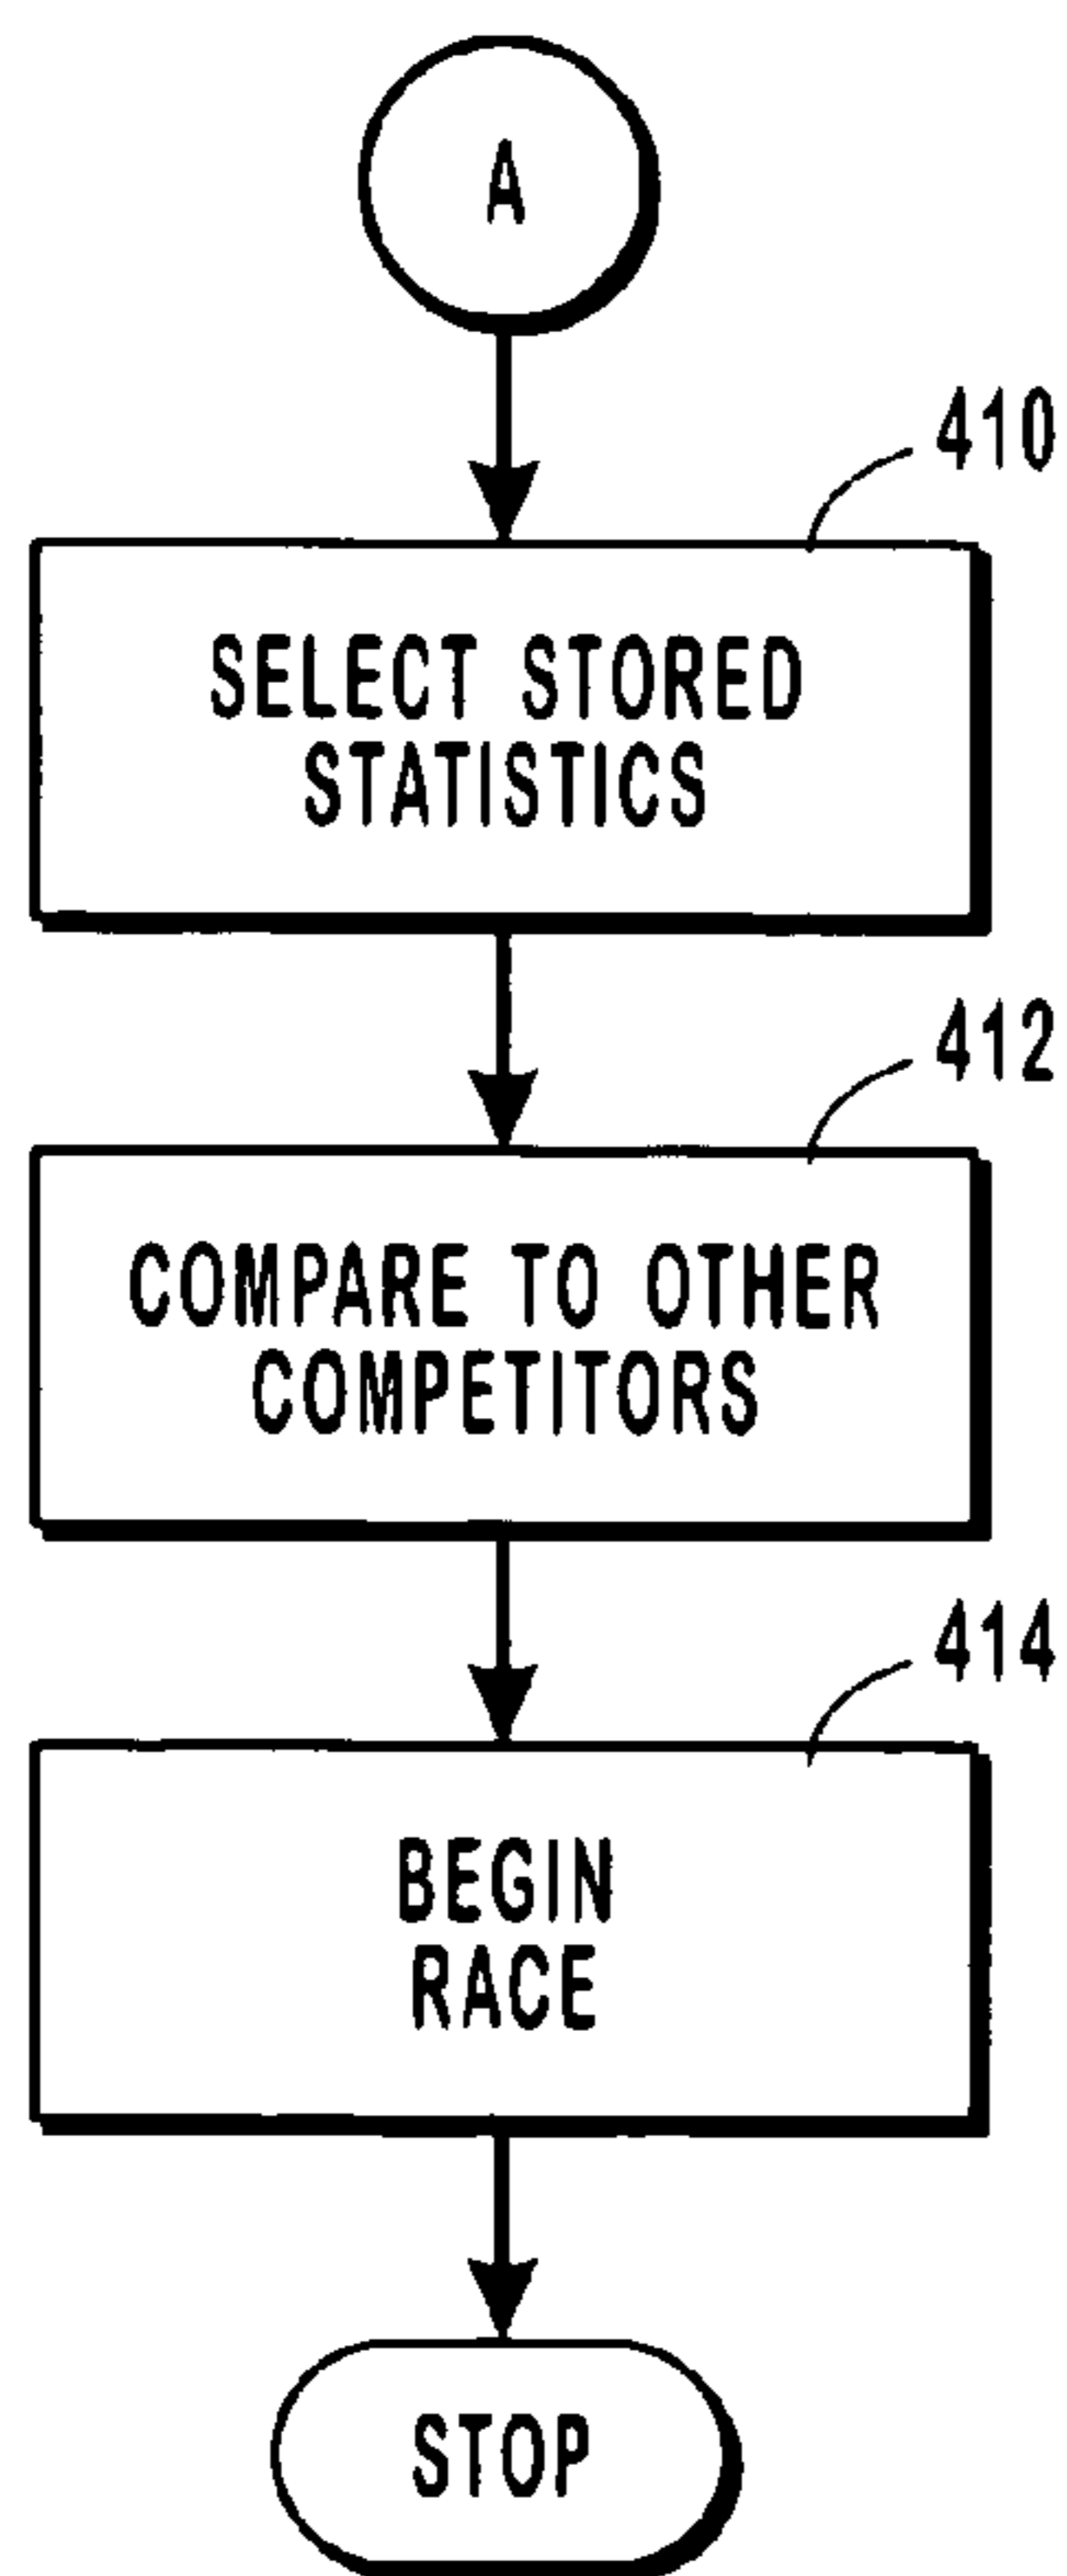 A
410
SELECT STORED
STATISTICS
412
COMPARE TO OTHER
COMPETITORS
414
BEGIN
RACE
STOP